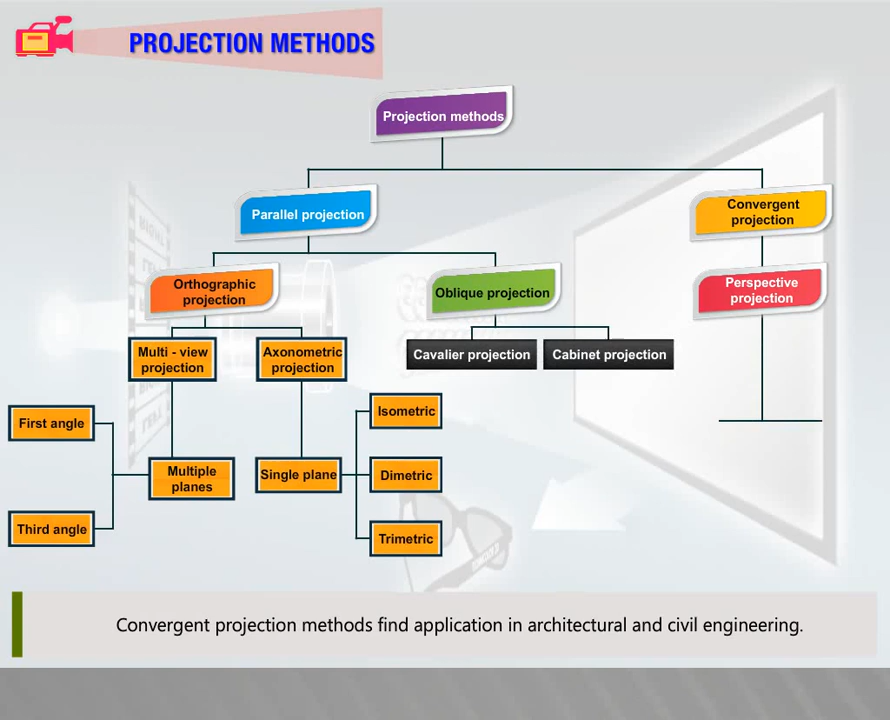 PROJECTION METHODS
Projection methods
Parallel projection
Convergent
projection
Orthographic
projection
Oblique projection
Perspective
projection
Multi - view
projection
Axonometric
projection
Cavalier projection
Cabinet projection
First angle
Third angle
Multiple
planes
Single plane
Isometric
Dimetric
Trimetric
Convergent projection methods find application in architectural and civil engineering.